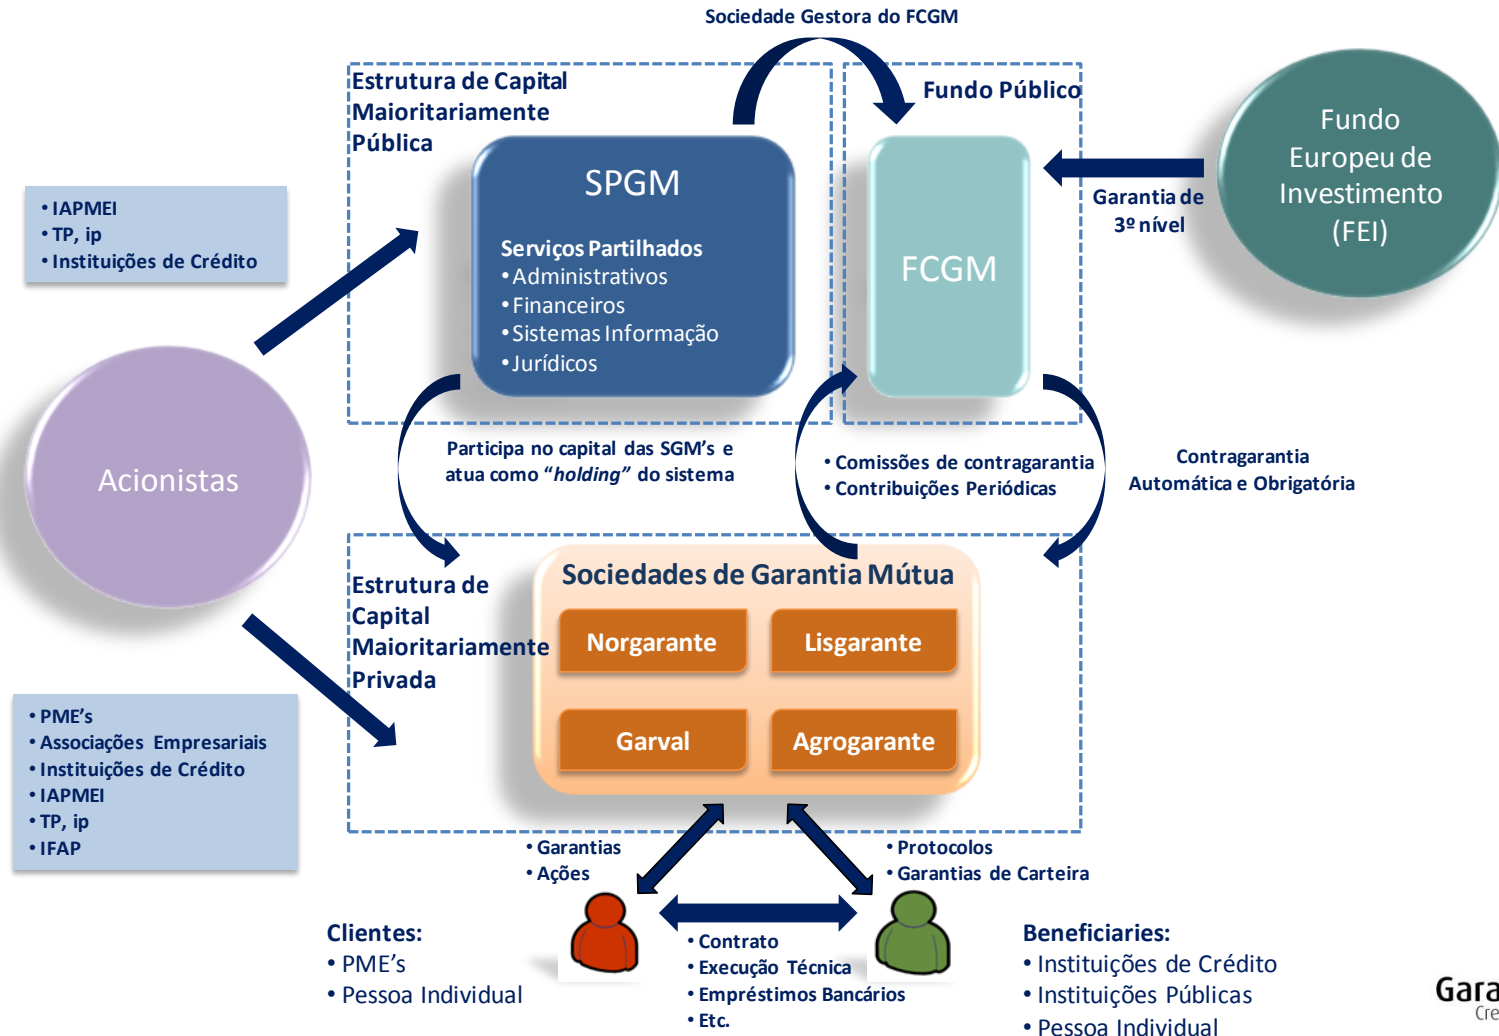 Sociedade Gestora do FCGM
Estrutura de Capital
Maioritariamente
Pública
Fundo Público
Fundo
Europeu de
Investimento
(FEI)
SPGM
Serviços Partilhados
• Administrativos
• Financeiros
• Sistemas Informação
• Jurídicos
FCGM
Garantia de
3º nível
• IAPMEI
• TP, ip
• Instituições de Crédito
Acionistas
Participa no capital das SGM's e
atua como "holding" do sistema
• Comissões de contragarantia
• Contribuições Periódicas
Contragarantia
Automática e Obrigatória
Estrutura de
Capital
Maioritariamente
Privada
Sociedades de Garantia Mútua
Norgarante
Lisgarante
Garval
Agrogarante
• PME's
• Associações Empresariais
• Instituições de Crédito
• IAPMEI
• TP, ip
• IFAP
• Garantias
• Ações
• Protocolos
• Garantias de Carteira
Clientes:
• PME's
• Pessoa Individual
• Contrato
• Execução Técnica
• Empréstimos Bancários
• Etc.
Beneficiaries:
• Instituições de Crédito
• Instituições Públicas
• Pessoa Individual
Gara
Cre